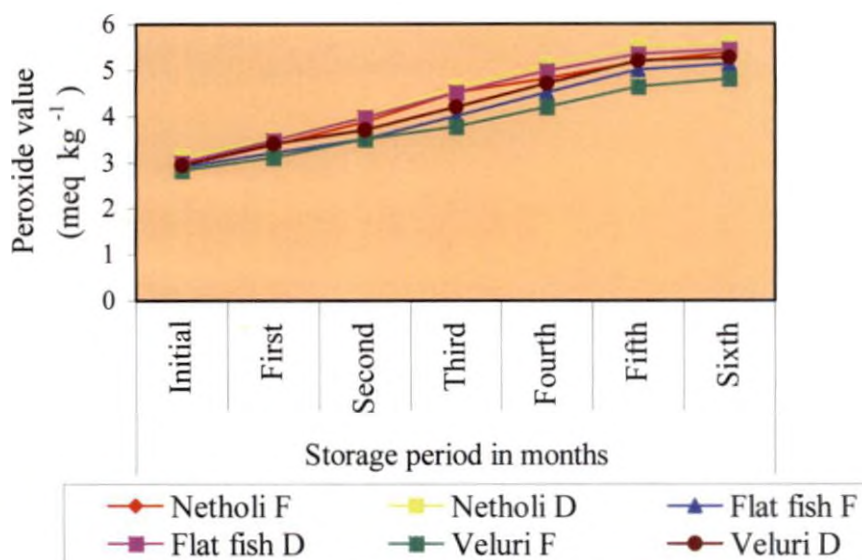 Peroxide value
(meq kg -1)
6
5
4
3
2
1
0
Initial
First
Second
Third
Fourth
Fifth
Sixth
Storage period in months
Netholi F
Netholi D
Flat fish F
Flat fish D
Veluri F
Veluri D